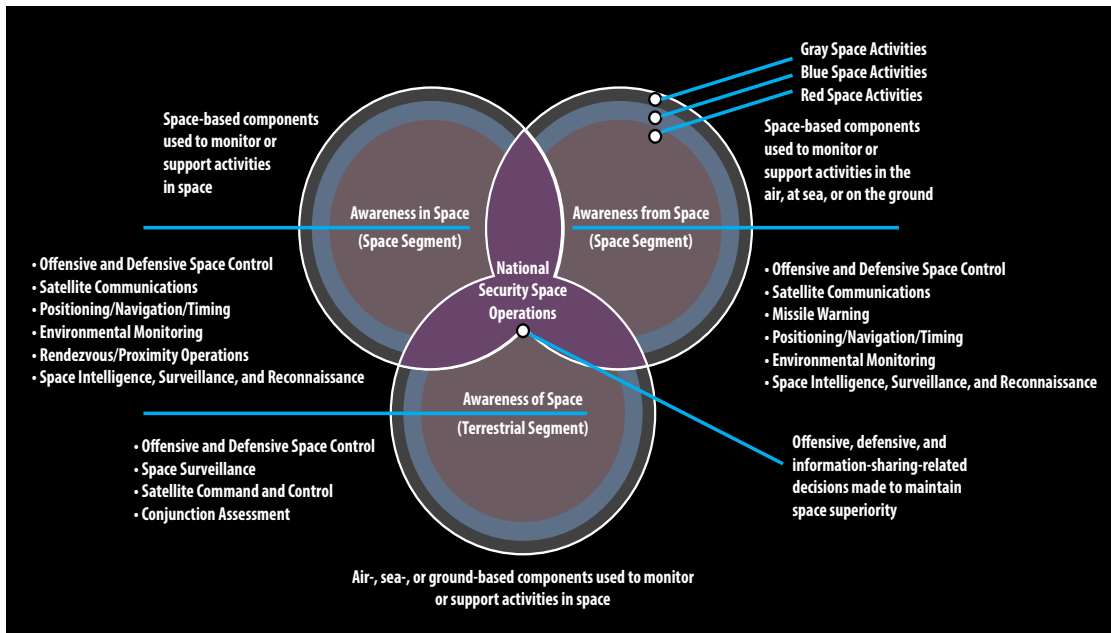 Gray Space Activities
Blue Space Activities
Red Space Activities
Space-based components
used to monitor or
support activities
in space
Space-based components
used to monitor or
support activities in the
air, at sea, or on the ground
Awareness in Space
(Space Segment)
Awareness from Space
(Space Segment)
• Offensive and Defensive Space Control
• Satellite Communications
• Positioning/Navigation/Timing
• Environmental Monitoring
• Rendezvous/Proximity Operations
• Space Intelligence, Surveillance, and Reconnaissance
National
Security Space
Operations
• Offensive and Defensive Space Control
• Satellite Communications
• Missile Warning
• Positioning/Navigation/Timing
• Environmental Monitoring
• Space Intelligence, Surveillance, and Reconnaissance
Awareness of Space
(Terrestrial Segment)
• Offensive and Defensive Space Control
• Space Surveillance
• Satellite Command and Control
• Conjunction Assessment
Offensive, defensive, and
information-sharing-related
decisions made to maintain
space superiority
Air-, sea-, or ground-based components used to monitor
or support activities in space